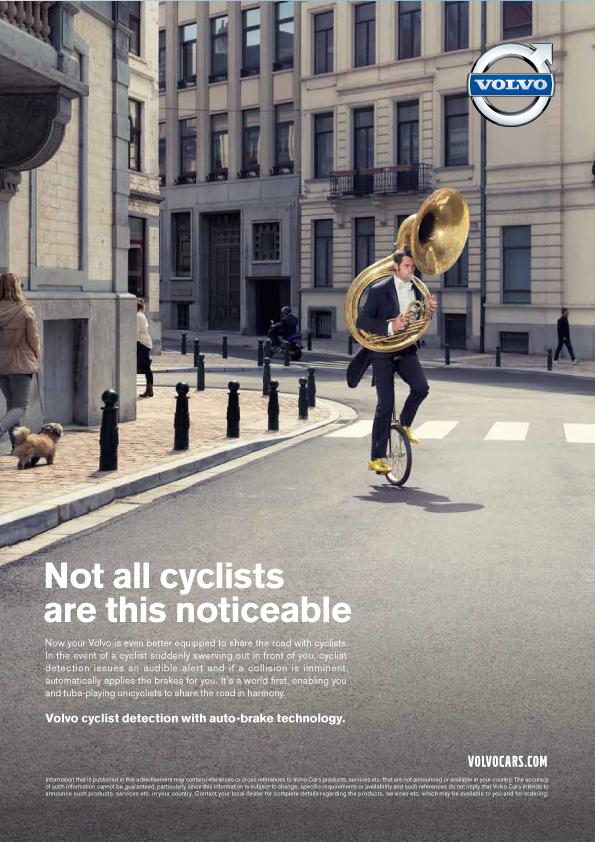 VOLVO
Not all cyclists
are this noticeable
Now your Volvo is even better equipped to share the road with cyclists.
In the event of a cyclist suddenly swerving out in front of you, cyclist
detection issues an audible alert and if a collision is imminent,
automatically applies the brakes for you. It's a world first, enabling you
and tuba-playing unicyclists to share the road in harmony.
Volvo cyclist detection with auto-brake technology.
VOLVOCARS.COM
Information that is published in this advertisement may contain references or cross references to Volvo Cars products, services etc. that are not announced or available in your country. The accuracy
of such information cannot be guaranteed, particularly since this information is subject to change, specific requirements or availability and such references do not imply that Volvo Cars intends to
announce such products, services etc. in your country. Contact your local dealer for complete details regarding the products, services etc. which may be available to you and for ordering.